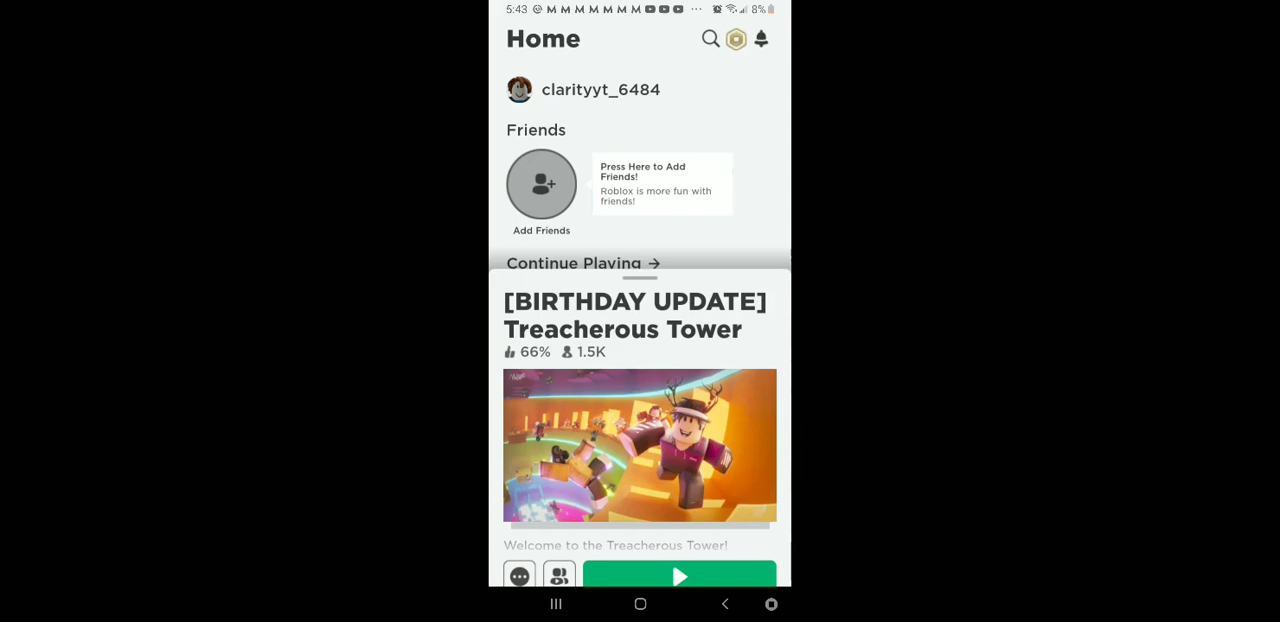 5:43 8%
Home
clarityyt_6484
Friends
Press Here to Add
Friends!
Roblox is more fun with
friends!
Add Friends
Continue Playing →
[BIRTHDAY UPDATE]
Treacherous Tower
66% 1.5K
Welcome to the Treacherous Tower!